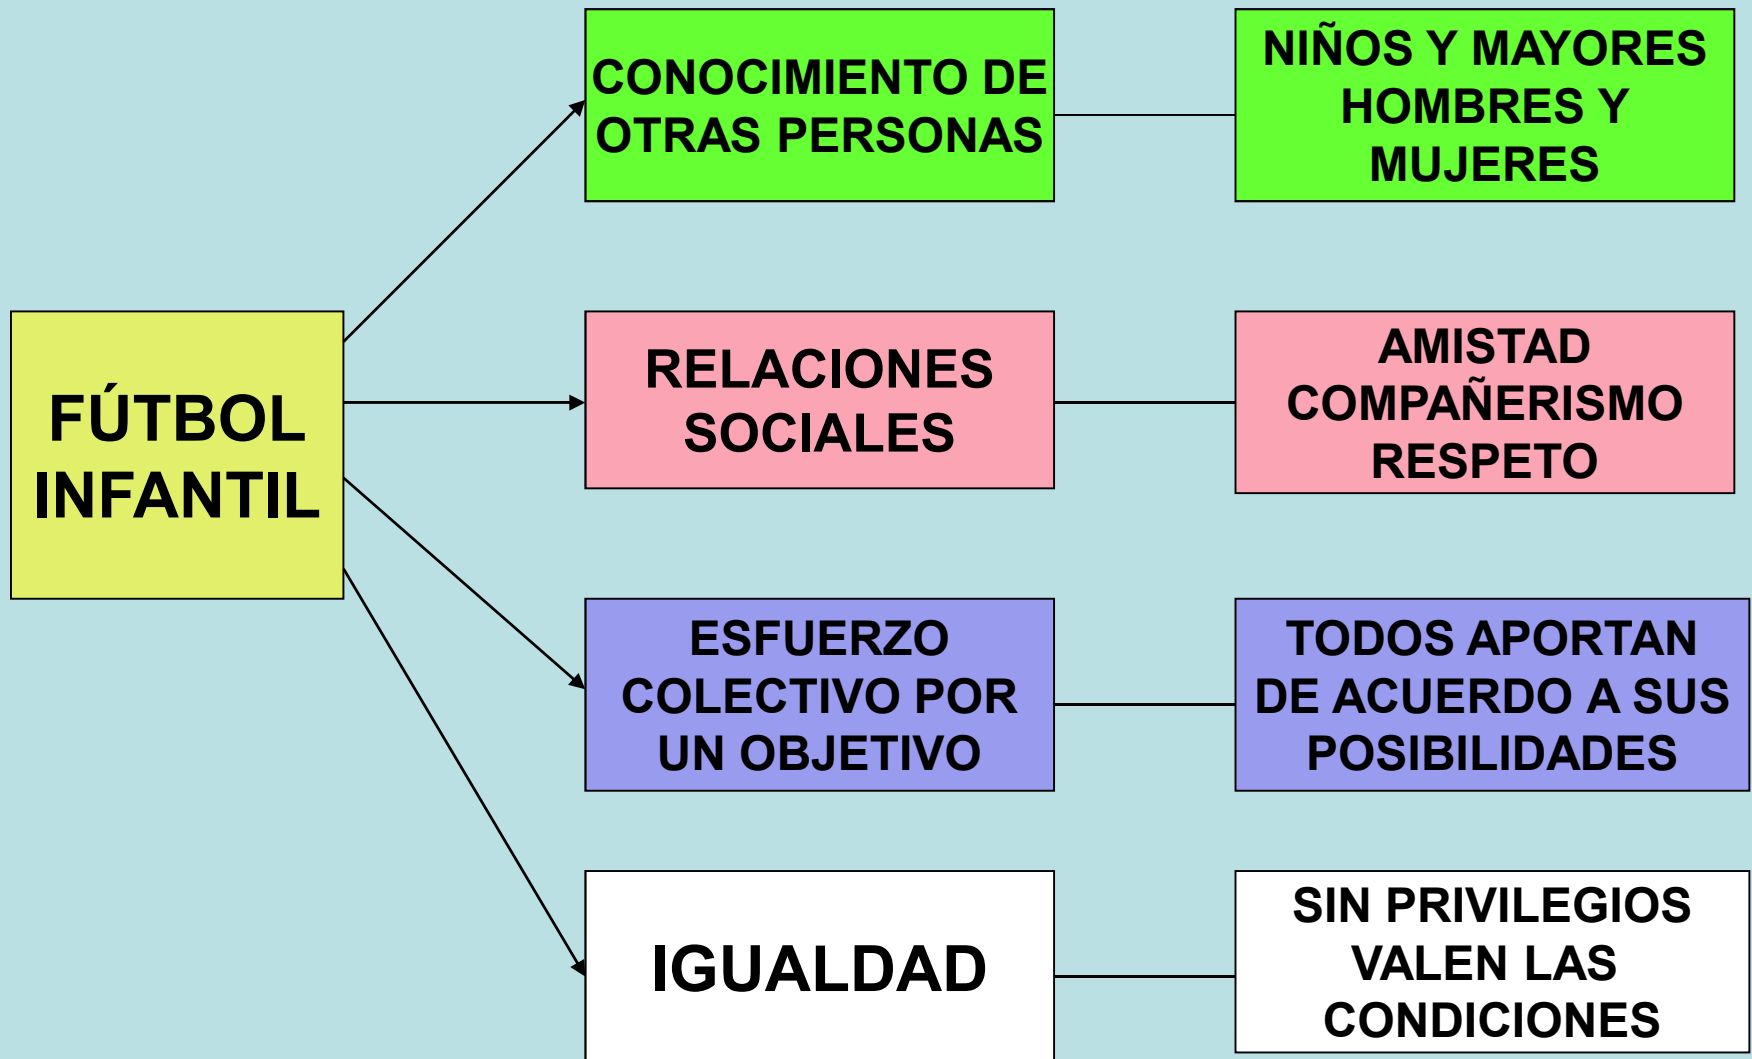 FÚTBOL
INFANTIL
CONOCIMIENTO DE
OTRAS PERSONAS
NIÑOS Y MAYORES
HOMBRES Y
MUJERES
RELACIONES
SOCIALES
AMISTAD
COMPAÑERISMO
RESPETO
ESFUERZO
COLECTIVO POR
UN OBJETIVO
TODOS APORTAN
DE ACUERDO A SUS
POSIBILIDADES
IGUALDAD
SIN PRIVILEGIOS
VALEN LAS
CONDICIONES